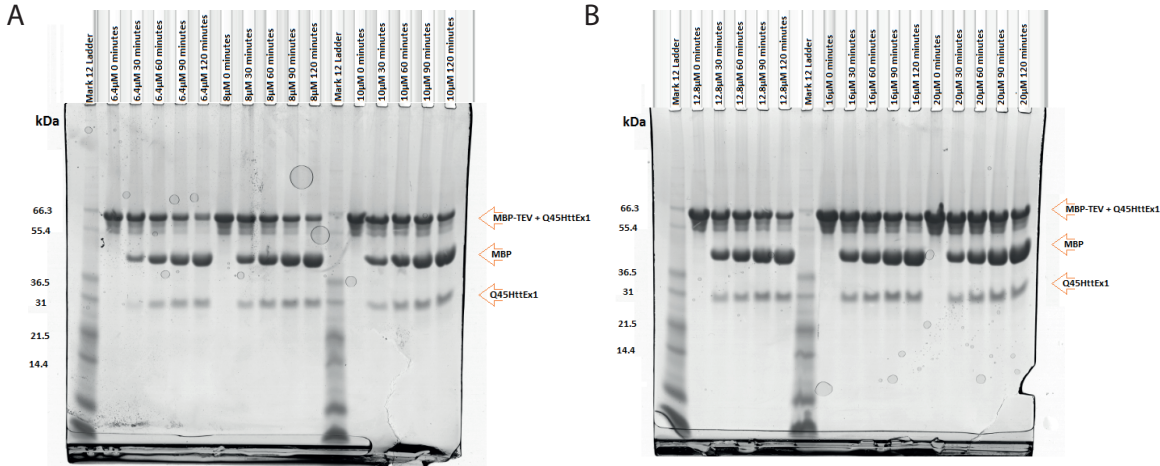 A
Mark 12 Ladder
6.4µM 0 minutes
6.4µM 30 minutes
6.4µM 60 minutes
6.4µM 90 minutes
6.4µM 120 minutes
8µM 0 minutes
8µM 30 minutes
8µM 60 minutes
8µM 90 minutes
8µM 120 minutes
Mark 12 Ladder
10µM 0 minutes
10µM 30 minutes
10µM 60 minutes
10µM 90 minutes
10µM 120 minutes
kDa
66.3
55.4
36.5
31
21.5
14.4
MBP-TEV + Q45HttEx1
MBP
Q45HttEx1
B
Mark 12 Ladder
12.8µM 0 minutes
12.8µM 30 minutes
12.8µM 60 minutes
12.8µM 90 minutes
12.8µM 120 minutes
Mark 12 Ladder
16µM 0 minutes
16µM 30 minutes
16µM 60 minutes
16µM 90 minutes
16µM 120 minutes
20µM 0 minutes
20µM 30 minutes
20µM 60 minutes
20µM 90 minutes
20µM 120 minutes
kDa
66.3
55.4
36.5
31
21.5
14.4
MBP-TEV + Q45HttEx1
MBP
Q45HttEx1